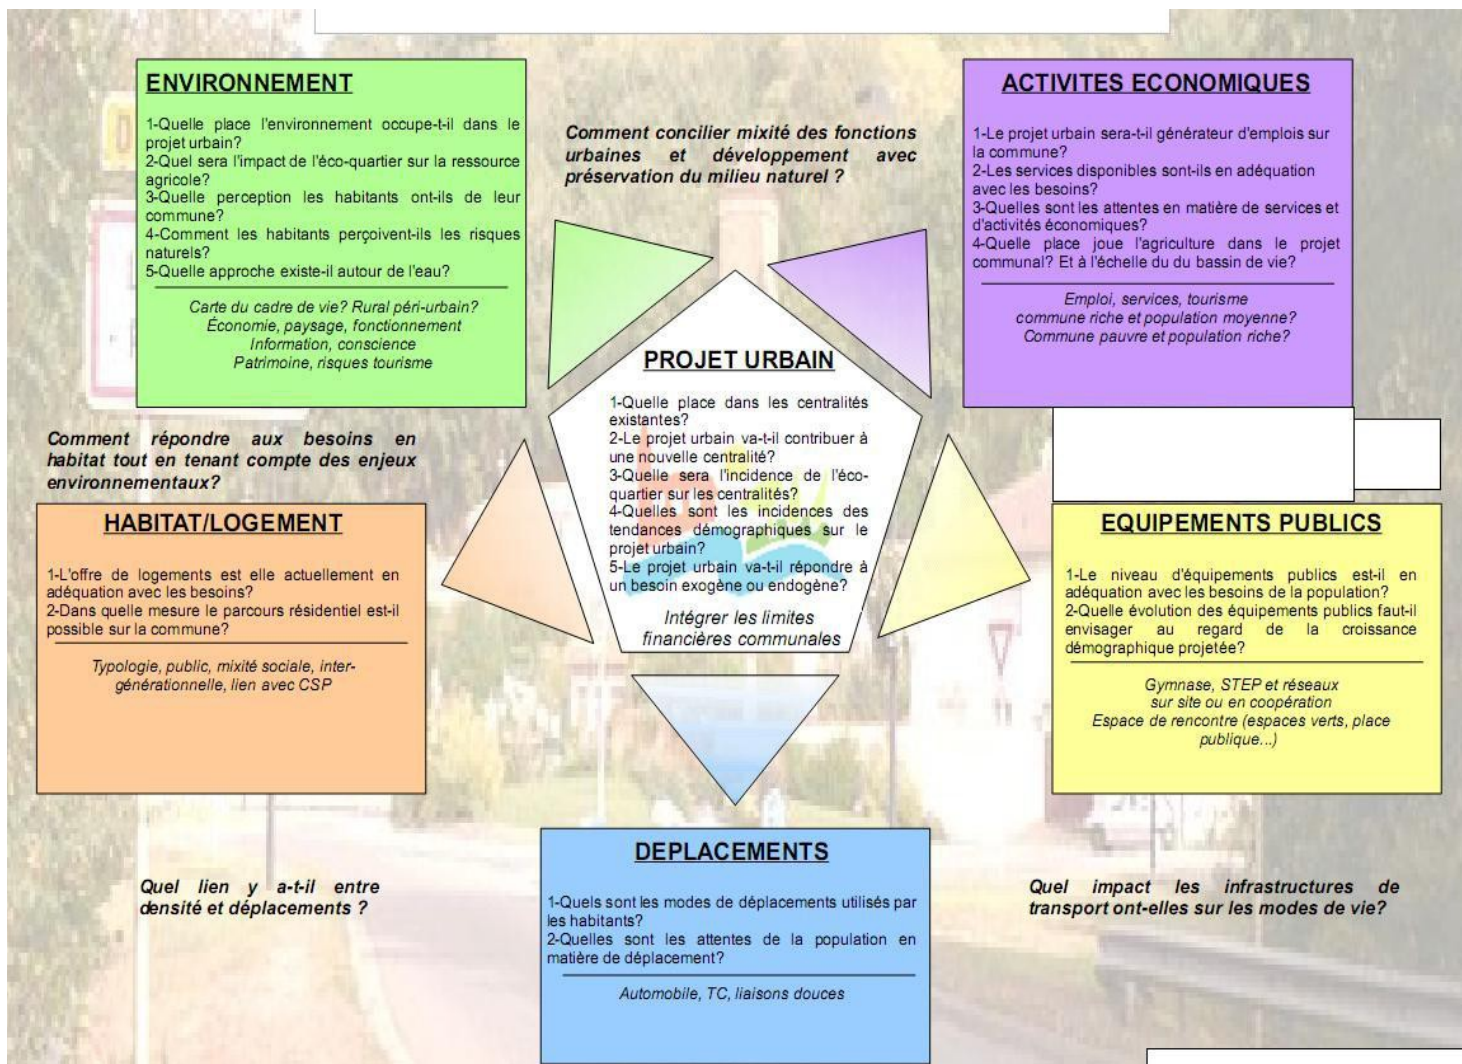 ENVIRONNEMENT
1-Quelle place l'environnement occupe-t-il dans le
projet urbain?
2-Quel sera l'impact de l'éco-quartier sur la ressource
agricole?
3-Quelle perception les habitants ont-ils de leur
commune?
4-Comment les habitants perçoivent-ils les risques
naturels?
5-Quelle approche existe-il autour de l'eau?
Carte du cadre de vie? Rural péri-urbain?
Économie, paysage, fonctionnement
Information, conscience
Patrimoine, risques tourisme
Comment concilier mixité des fonctions
urbaines et développement avec
préservation du milieu naturel ?
ACTIVITES ECONOMIQUES
1-Le projet urbain sera-t-il générateur d'emplois sur
la commune?
2-Les services disponibles sont-ils en adéquation
avec les besoins?
3-Quelles sont les attentes en matière de services et
d'activités économiques?
4-Quelle place joue l'agriculture dans le projet
communal? Et à l'échelle du du bassin de vie?
Emploi, services, tourisme
commune riche et population moyenne?
Commune pauvre et population riche?
PROJET URBAIN
1-Quelle place dans les centralités
existantes?
2-Le projet urbain va-t-il contribuer à
une nouvelle centralité?
3-Quelle sera l'incidence de l'éco-
quartier sur les centralités?
4-Quelles sont les incidences des
tendances démographiques sur le
projet urbain?
5-Le projet urbain va-t-il répondre à
un besoin exogène ou endogène?
Intégrer les limites
financières communales
Comment répondre aux besoins en
habitat tout en tenant compte des enjeux
environnementaux?
HABITAT/LOGEMENT
1-L'offre de logements est elle actuellement en
adéquation avec les besoins?
2-Dans quelle mesure le parcours résidentiel est-il
possible sur la commune?
Typologie, public, mixité sociale, inter-
générationnelle, lien avec CSP
EQUIPEMENTS PUBLICS
1-Le niveau d'équipements publics est-il en
adéquation avec les besoins de la population?
2-Quelle évolution des équipements publics faut-il
envisager au regard de la croissance
démographique projetée?
Gymnase, STEP et réseaux
sur site ou en coopération
Espace de rencontre (espaces verts, place
publique...)
Quel lien y a-t-il entre
densité et déplacements ?
DEPLACEMENTS
1-Quels sont les modes de déplacements utilisés par
les habitants?
2-Quelles sont les attentes de la population en
matière de déplacement?
Automobile, TC, liaisons douces
Quel impact les infrastructures de
transport ont-elles sur les modes de vie?